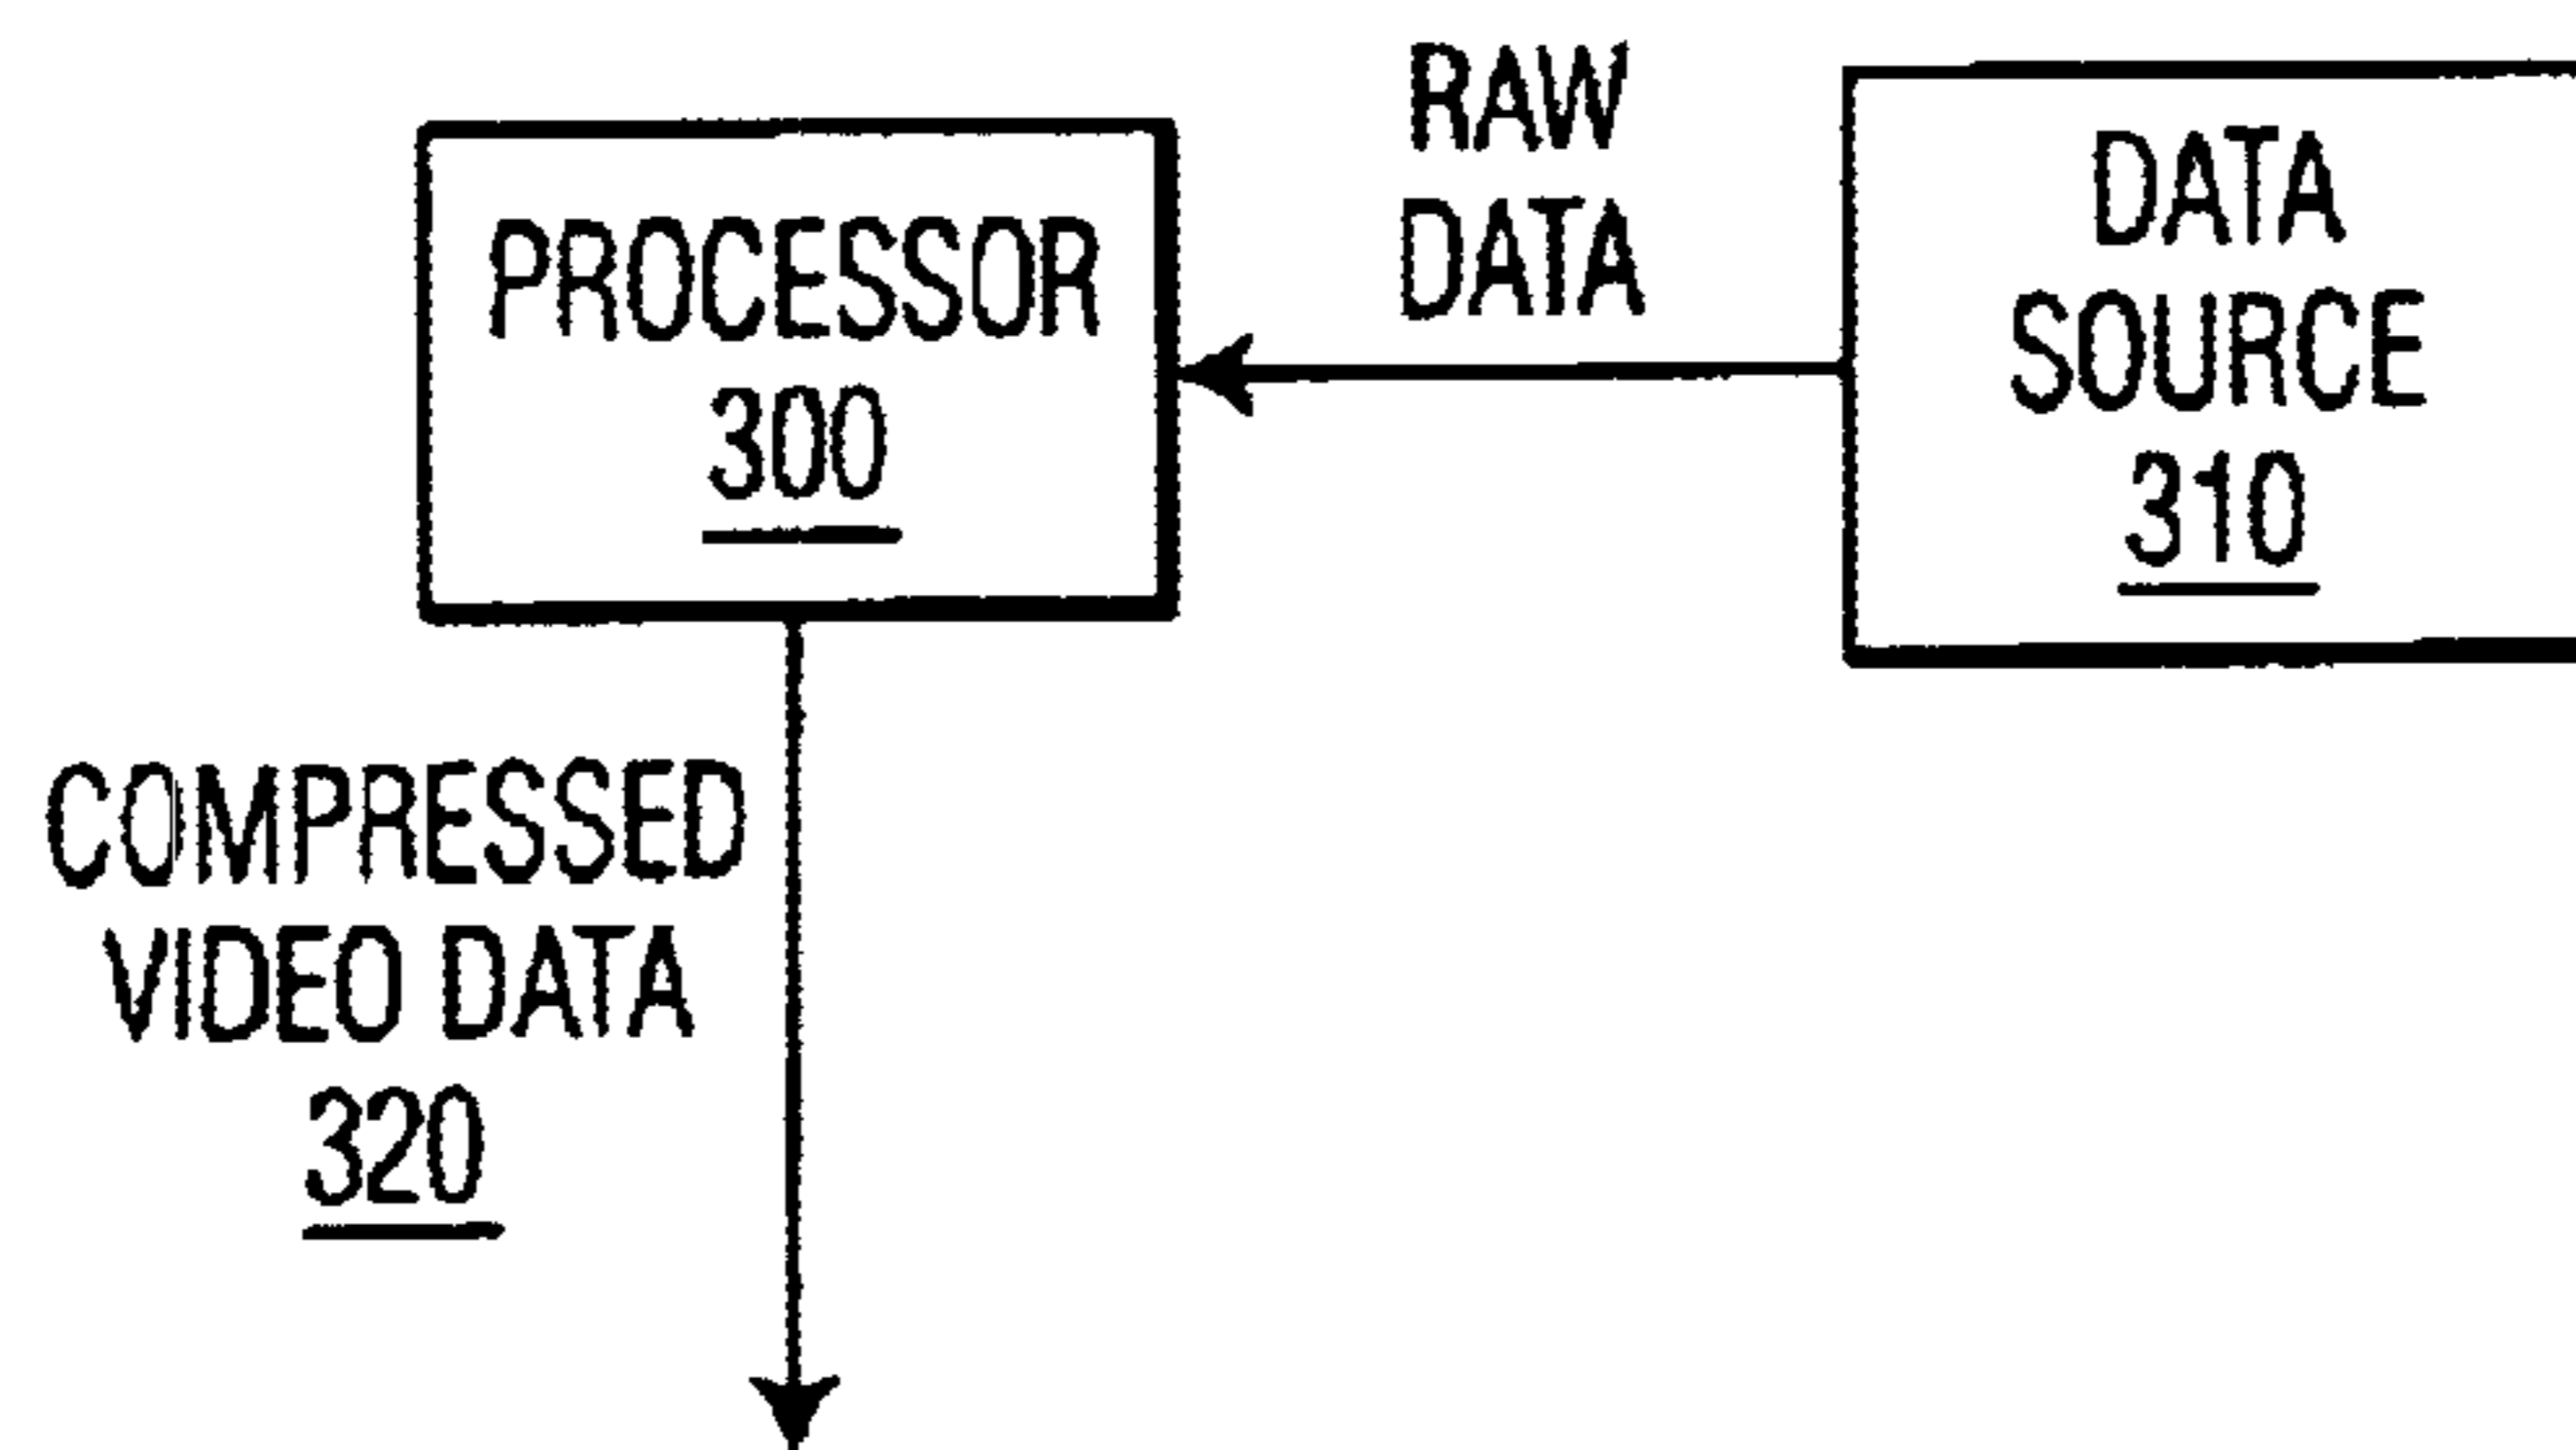 PROCESSOR
300
RAW
DATA
DATA
SOURCE
310
COMPRESSED
VIDEO DATA
320